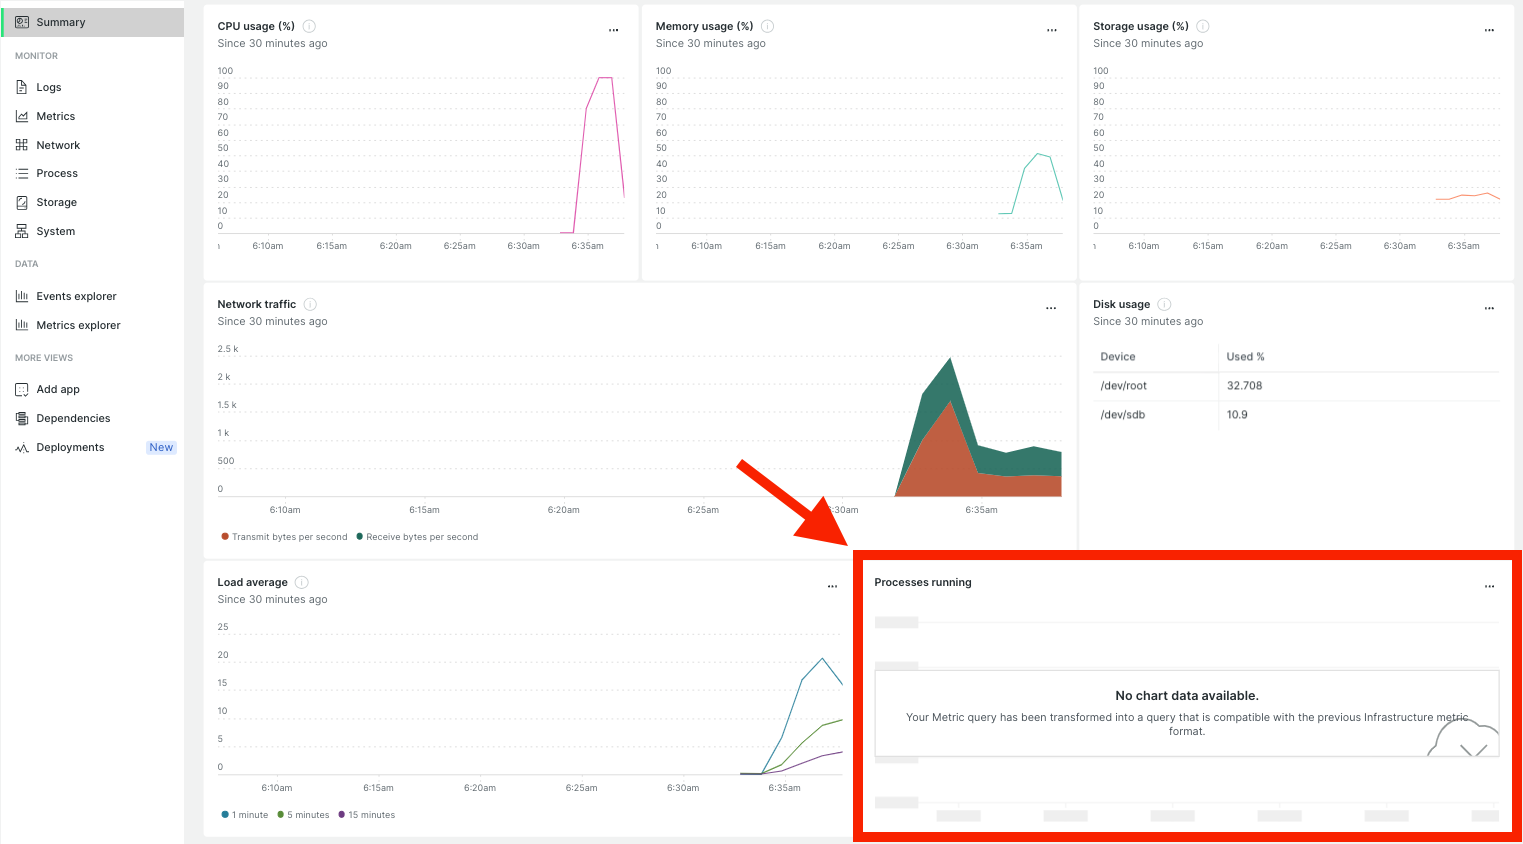 Summary
MONITOR
Logs
Metrics
Network
Process
Storage
System
DATA
Events explorer
Metrics explorer
MORE VIEWS
Add app
Dependencies
Deployments New
CPU usage (%)
Since 30 minutes ago
100
90
80
70
60
50
40
30
20
10
0
6:10am 6:15am 6:20am 6:25am 6:30am 6:35am
Memory usage (%)
Since 30 minutes ago
100
90
80
70
60
50
40
30
20
10
0
6:10am 6:15am 6:20am 6:25am 6:30am 6:35am
Storage usage (%)
Since 30 minutes ago
100
90
80
70
60
50
40
30
20
10
0
6:10am 6:15am 6:20am 6:25am 6:30am 6:35am
Network traffic
Since 30 minutes ago
2.5 k
2 k
1.5 k
1 k
500
0
6:10am 6:15am 6:20am 6:25am :30am 6:35am
Transmit bytes per second Receive bytes per second
Disk usage
Since 30 minutes ago
Device Used %
/dev/root 32.708
/dev/sdb 10.9
Load average
Since 30 minutes ago
25
20
15
10
5
0
6:10am 6:15am 6:20am 6:25am 6:30am 6:35am
1 minute 5 minutes 15 minutes
Processes running
No chart data available.
Your Metric query has been transformed into a query that is compatible with the previous Infrastructure metric
format.